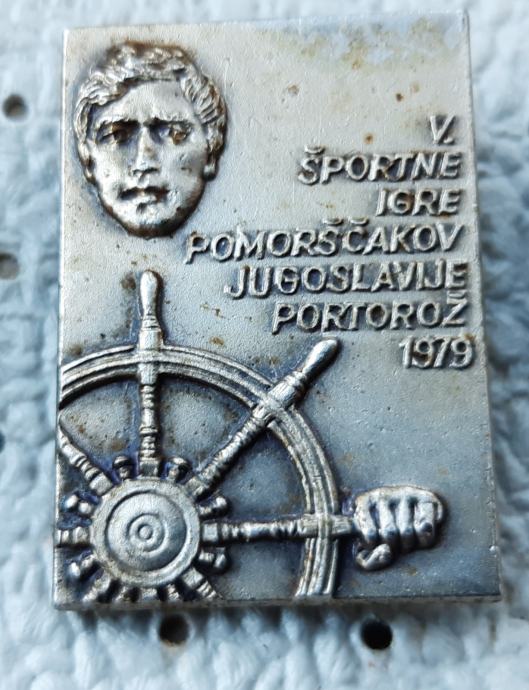 V.
ŠPORTNE
IGRE
POMORŠČAKOV
JUGOSLAVIJE
PORTOROŽ
1979